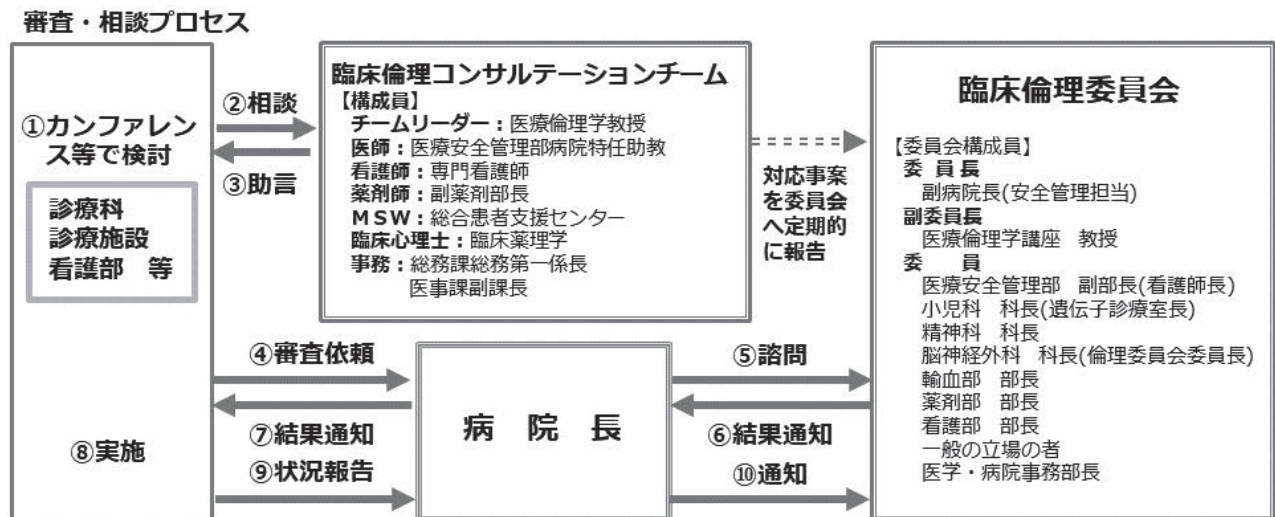 審査・相談プロセス
①カンファレン
ス等で検討
診療科
診療施設
看護部 等
⑧実施
②相談
③助言
臨床倫理コンサルテーションチーム
【構成員】
チームリーダー：医療倫理学教授
医師：医療安全管理部病院特任助教
看護師：専門看護師
薬剤師：副薬剤部長
MSW：総合患者支援センター
臨床心理士：臨床薬理学
事務：総務課総務第一係長
医事課副課長
対応事案
を委員会
へ定期的
に報告
臨床倫理委員会
【委員会構成員】
委 員 長
副病院長(安全管理担当)
副委員長
医療倫理学講座 教授
委 員
医療安全管理部 副部長(看護師長)
小児科 科長(遺伝子診療室長)
精神科 科長
脳神経外科 科長(倫理委員会委員長)
輸血部 部長
薬剤部 部長
看護部 部長
一般の立場の者
医学・病院事務部長
④審査依頼
⑦結果通知
⑨状況報告
病 院 長
⑤諮問
⑥結果通知
⑩通知